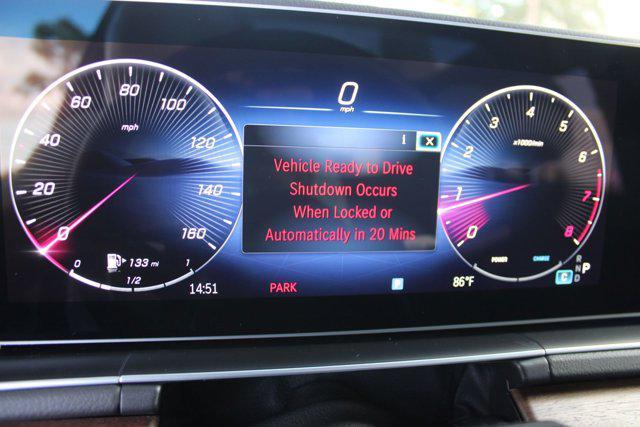 0
mph
i X
Vehicle Ready to Drive
Shutdown Occurs
When Locked or
Automatically in 20 Mins
0 20 40 60 80 100 120 140 160
mph
0 1/2 1
133 mi
14:51
PARK
P
86°F
0 1 2 3 4 5 6 7 8
x1000/min
POWER CHARGE
C
R
N P
D